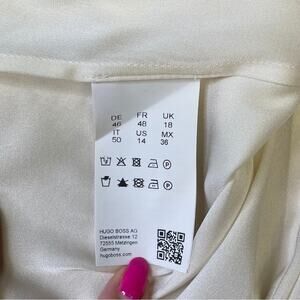 DE FR UK
46 48 18
IT US MX
50 14 36
HUGO BOSS AG
Dieselstrasse 12
72555 Metzingen
Germany
hugoboss.com